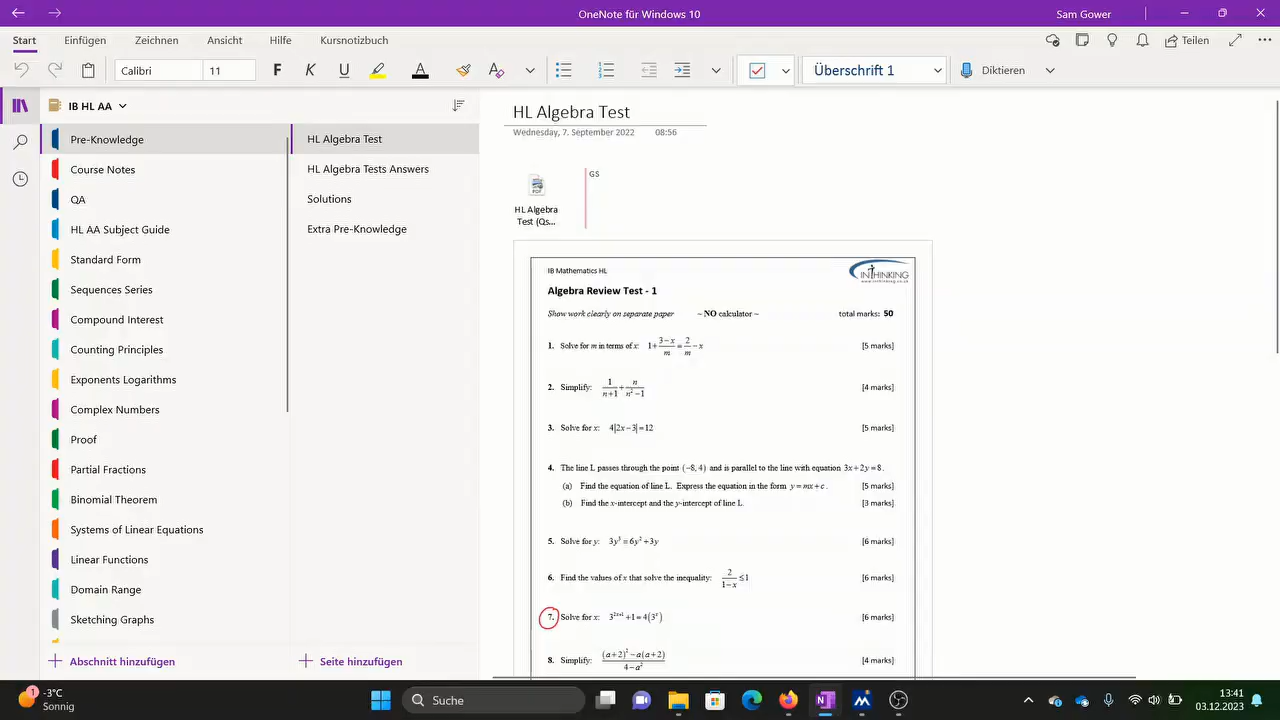 OneNote for Windows 10
Sam Gower
Start Einfügen Zeichnen Ansicht Hilfe Kursnotizbuch
Teilen
Calibri 11 F K U A A Überschrift 1 Diktieren
IB HL AA
Pre-Knowledge
Course Notes
QA
HL AA Subject Guide
Standard Form
Sequences Series
Compound Interest
Counting Principles
Exponents Logarithms
Complex Numbers
Proof
Partial Fractions
Binomial Theorem
Systems of Linear Equations
Linear Functions
Domain Range
Sketching Graphs
Abschnitt hinzufügen
HL Algebra Test
HL Algebra Tests Answers
Solutions
Extra Pre-Knowledge
Seite hinzufügen
HL Algebra Test
Wednesday, 7. September 2022 08:56
GS
PDF
HL Algebra
Test (Qs...
IB Mathematics HL
INTHINKING
www.inthinking.co.uk
Algebra Review Test - 1
Show work clearly on separate paper ~ NO calculator ~ total marks: 50
1. Solve for m in terms of x: 1+(3−x)/m = 2/m −x [5 marks]
2. Simplify: 1/(n+1) + n/(n²−1) [4 marks]
3. Solve for x: 4|2x−3|=12 [5 marks]
4. The line L passes through the point (−8, 4) and is parallel to the line with equation 3x+2y=8.
(a) Find the equation of line L. Express the equation in the form y=mx+c. [5 marks]
(b) Find the x-intercept and the y-intercept of line L. [3 marks]
5. Solve for y: 3y³=6y²+3y [6 marks]
6. Find the values of x that solve the inequality: 2/(1−x) ≤1 [6 marks]
7. Solve for x: 3²ˣ⁺¹+1=4(3ˣ) [6 marks]
8. Simplify: ((a+2)²−a(a+2))/(4−a²) [4 marks]
1
-3°C
Sonnig
Suche
13:41
03.12.2023